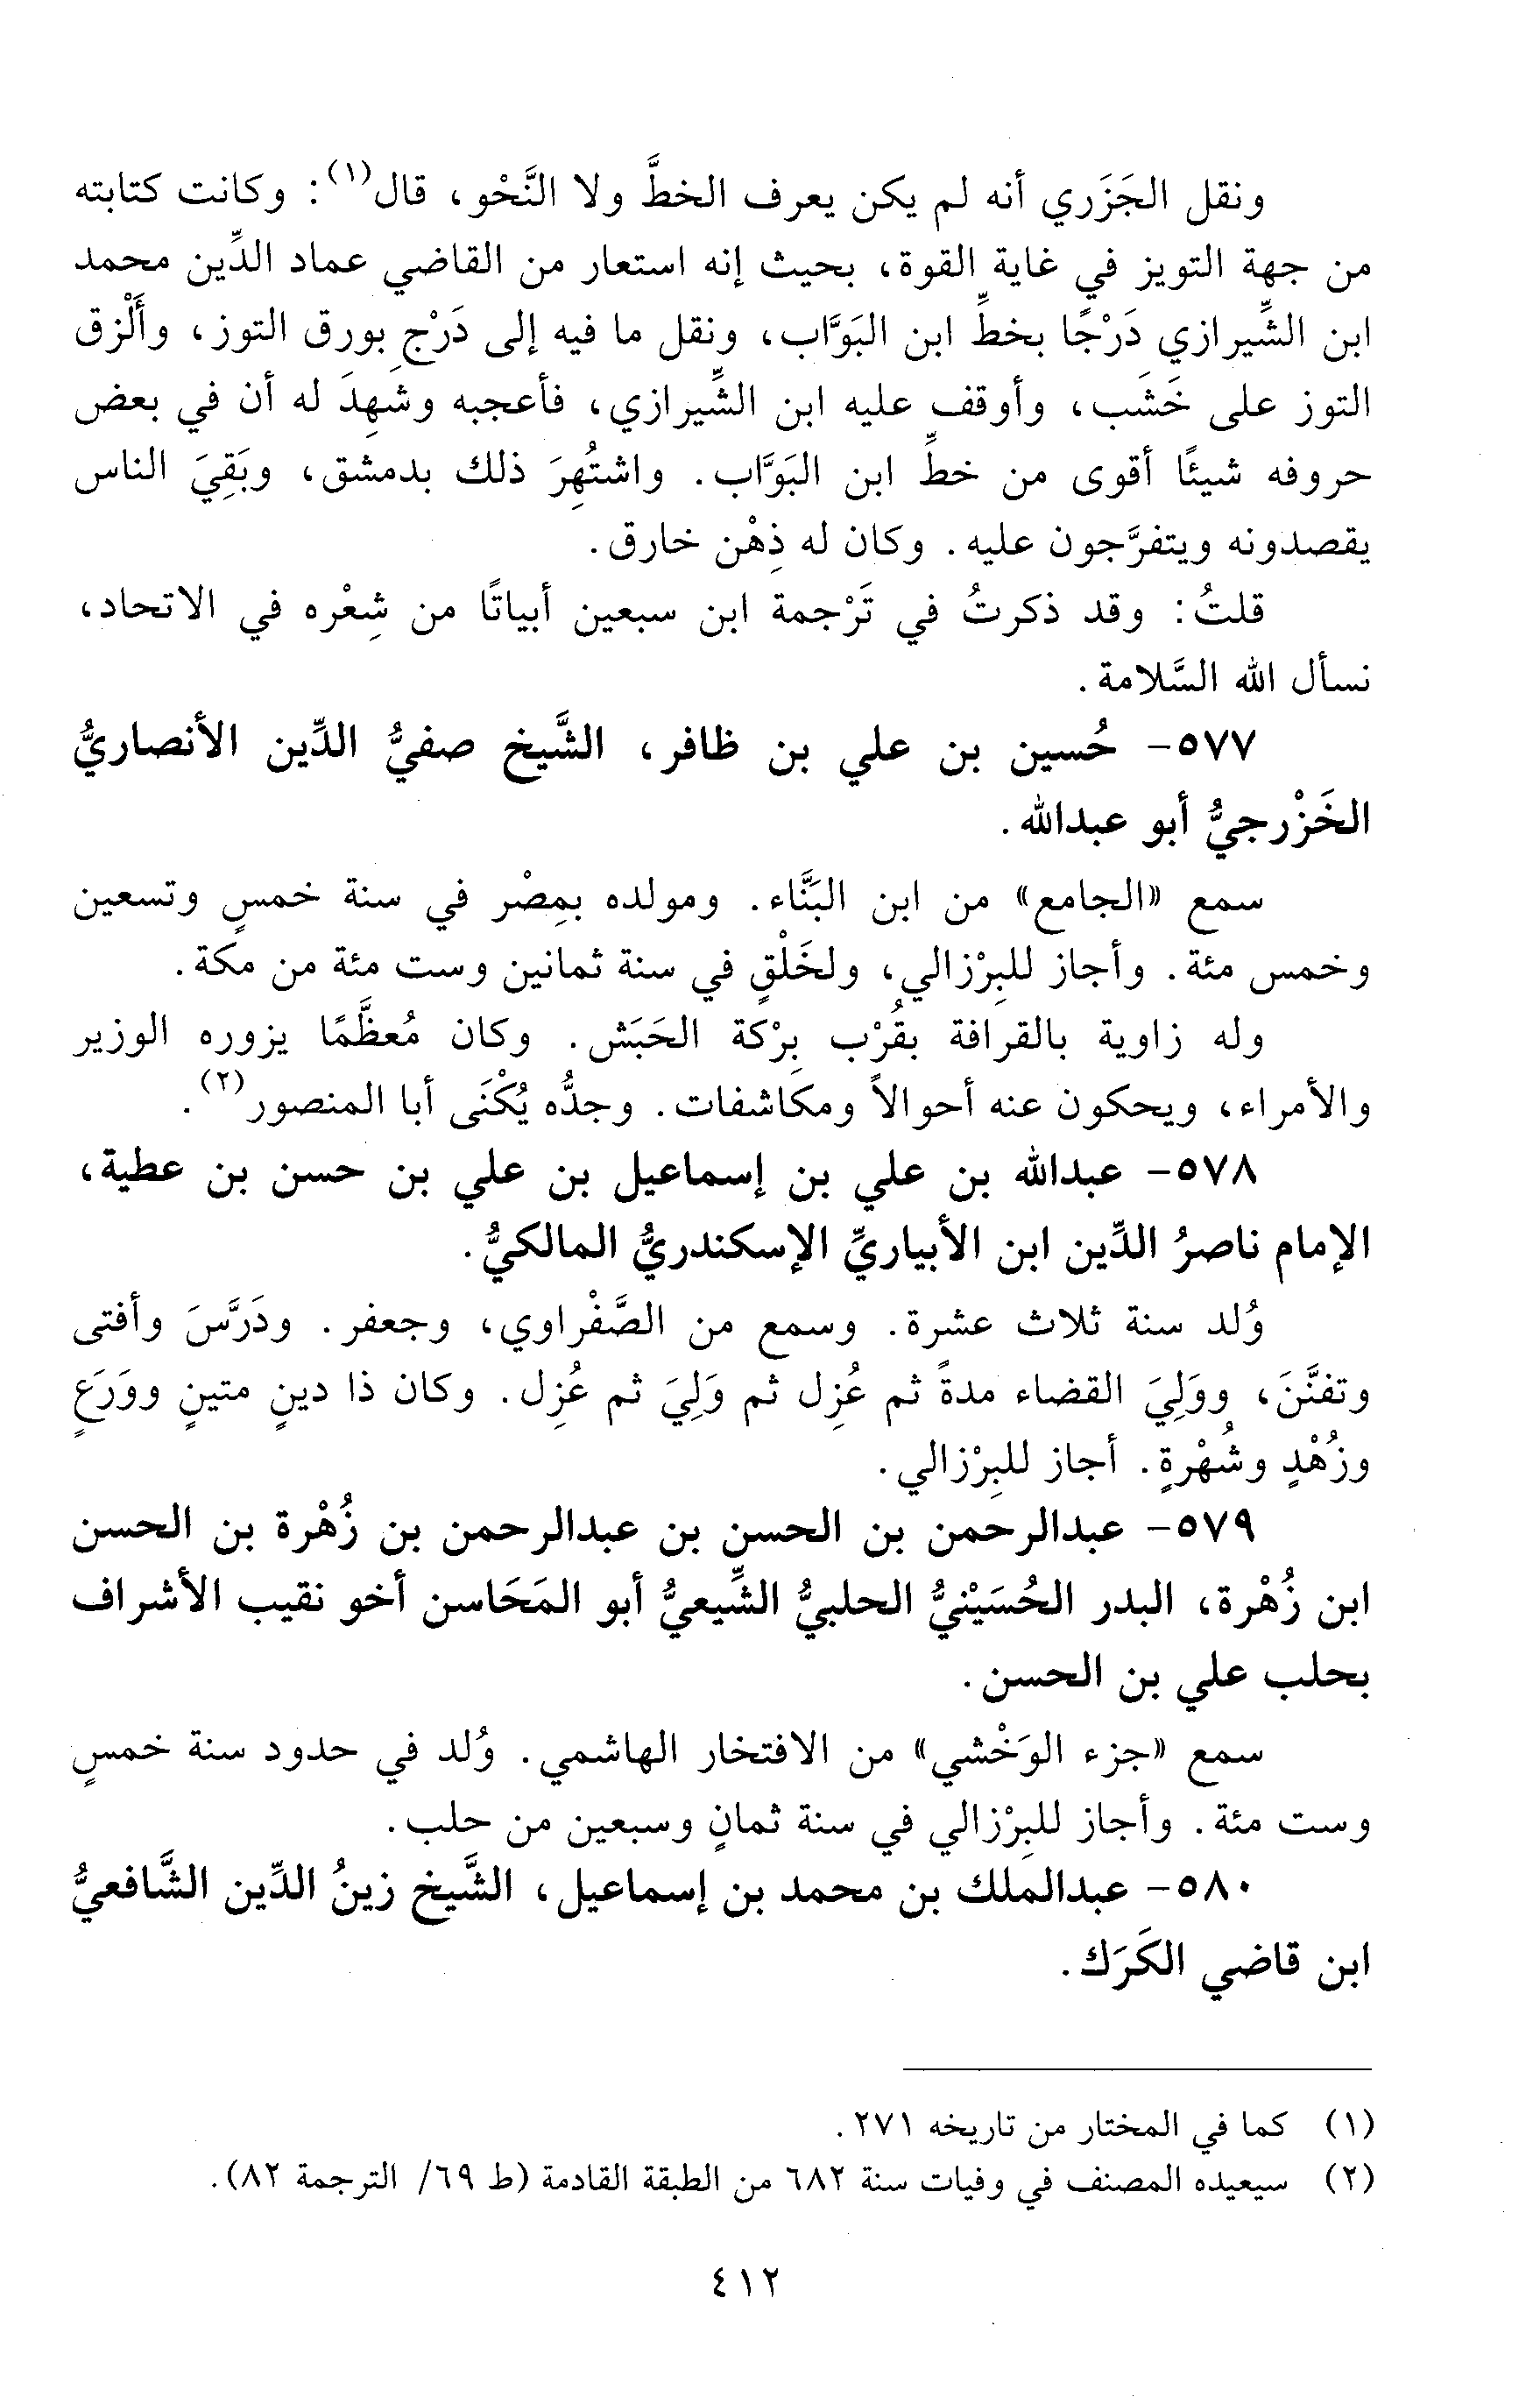 ونقل الجَزَري أنه لم يكن يعرف الخطَّ ولا النَّحْو، قال(١): وكانت كتابته
من جهة التويز في غاية القوة، بحيث إنه استعار من القاضي عماد الدِّين محمد
ابن الشِّيرازي دَرْجًا بخطِّ ابن البَوَّاب، ونقل ما فيه إلى دَرْجٍ بورق التوز، وأَلْزق
التوز على خَشَب، وأوقف عليه ابن الشِّيرازي، فأعجبه وشهِدَ له أن في بعض
حروفه شيئًا أقوى من خطِّ ابن البَوَّاب. واشتُهِرَ ذلك بدمشق، وبَقِيَ الناس
يقصدونه ويتفرَّجون عليه. وكان له ذِهْن خارق.
قلتُ: وقد ذكرتُ في تَرْجمة ابن سبعين أبياتًا من شِعْره في الاتحاد،
نسأل الله السَّلامة.
٥٧٧- حُسين بن علي بن ظافر، الشَّيخ صفيُّ الدِّين الأنصاريُّ
الخَزْرجيُّ أبو عبدالله.
سمع «الجامع» من ابن البَنَّاء. ومولده بمِصْر في سنة خمسٍ وتسعين
وخمس مئة. وأجاز للبِرْزالي، ولخَلْقٍ في سنة ثمانين وست مئة من مكة.
وله زاوية بالقرافة بقُرْب بِرْكة الحَبَش. وكان مُعظَّمًا يزوره الوزير
والأمراء، ويحكون عنه أحوالاً ومكاشفات. وجدُّه يُكْنَى أبا المنصور(٢).
٥٧٨- عبدالله بن علي بن إسماعيل بن علي بن حسن بن عطية،
الإمام ناصرُ الدِّين ابن الأبياريِّ الإسكندريُّ المالكيُّ.
وُلد سنة ثلاث عشرة. وسمع من الصَّفْراوي، وجعفر. ودَرَّسَ وأفتى
وتفنَّنَ، ووَلِيَ القضاء مدةً ثم عُزِل ثم وَلِيَ ثم عُزِل. وكان ذا دينٍ متينٍ ووَرَعٍ
وزُهْدٍ وشُهْرةٍ. أجاز للبِرْزالي.
٥٧٩- عبدالرحمن بن الحسن بن عبدالرحمن بن زُهْرة بن الحسن
ابن زُهْرة، البدر الحُسَيْنيُّ الحلبيُّ الشِّيعيُّ أبو المَحَاسن أخو نقيب الأشراف
بحلب علي بن الحسن.
سمع «جزء الوَخْشي» من الافتخار الهاشمي. وُلد في حدود سنة خمسٍ
وست مئة. وأجاز للبِرْزالي في سنة ثمانٍ وسبعين من حلب.
٥٨٠- عبدالملك بن محمد بن إسماعيل، الشَّيخ زينُ الدِّين الشَّافعيُّ
ابن قاضي الكَرَك.
(١) كما في المختار من تاريخه ٢٧١.
(٢) سيعيده المصنف في وفيات سنة ٦٨٢ من الطبقة القادمة (ط ٦٩/ الترجمة ٨٢).
٤١٢